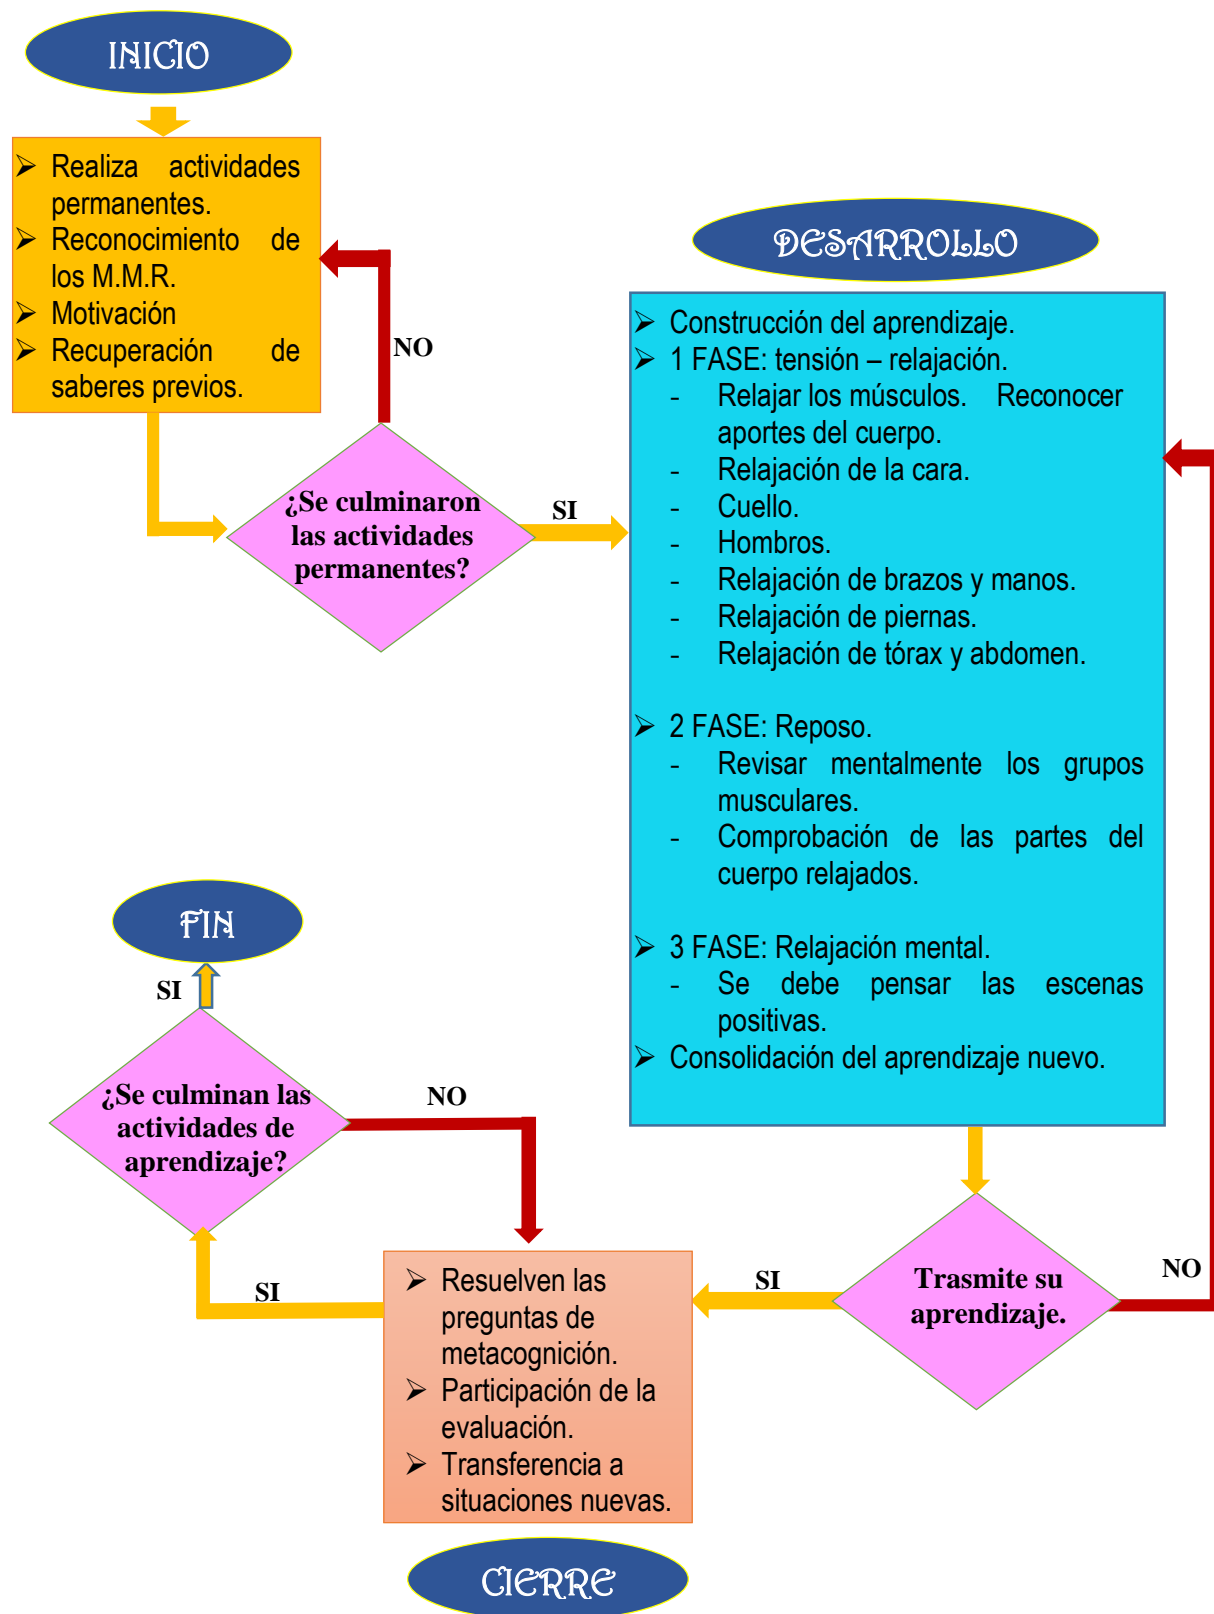 INICIO
➢ Realiza actividades
permanentes.
➢ Reconocimiento de
los M.M.R.
➢ Motivación
➢ Recuperación de
saberes previos.
NO
¿Se culminaron
las actividades
permanentes?
SI
DESARROLLO
➢ Construcción del aprendizaje.
➢ 1 FASE: tensión – relajación.
- Relajar los músculos. Reconocer
aportes del cuerpo.
- Relajación de la cara.
- Cuello.
- Hombros.
- Relajación de brazos y manos.
- Relajación de piernas.
- Relajación de tórax y abdomen.
➢ 2 FASE: Reposo.
- Revisar mentalmente los grupos
musculares.
- Comprobación de las partes del
cuerpo relajados.
➢ 3 FASE: Relajación mental.
- Se debe pensar las escenas
positivas.
➢ Consolidación del aprendizaje nuevo.
Trasmite su
aprendizaje.
NO
SI
➢ Resuelven las
preguntas de
metacognición.
➢ Participación de la
evaluación.
➢ Transferencia a
situaciones nuevas.
CIERRE
SI
¿Se culminan las
actividades de
aprendizaje?
NO
SI
FIN